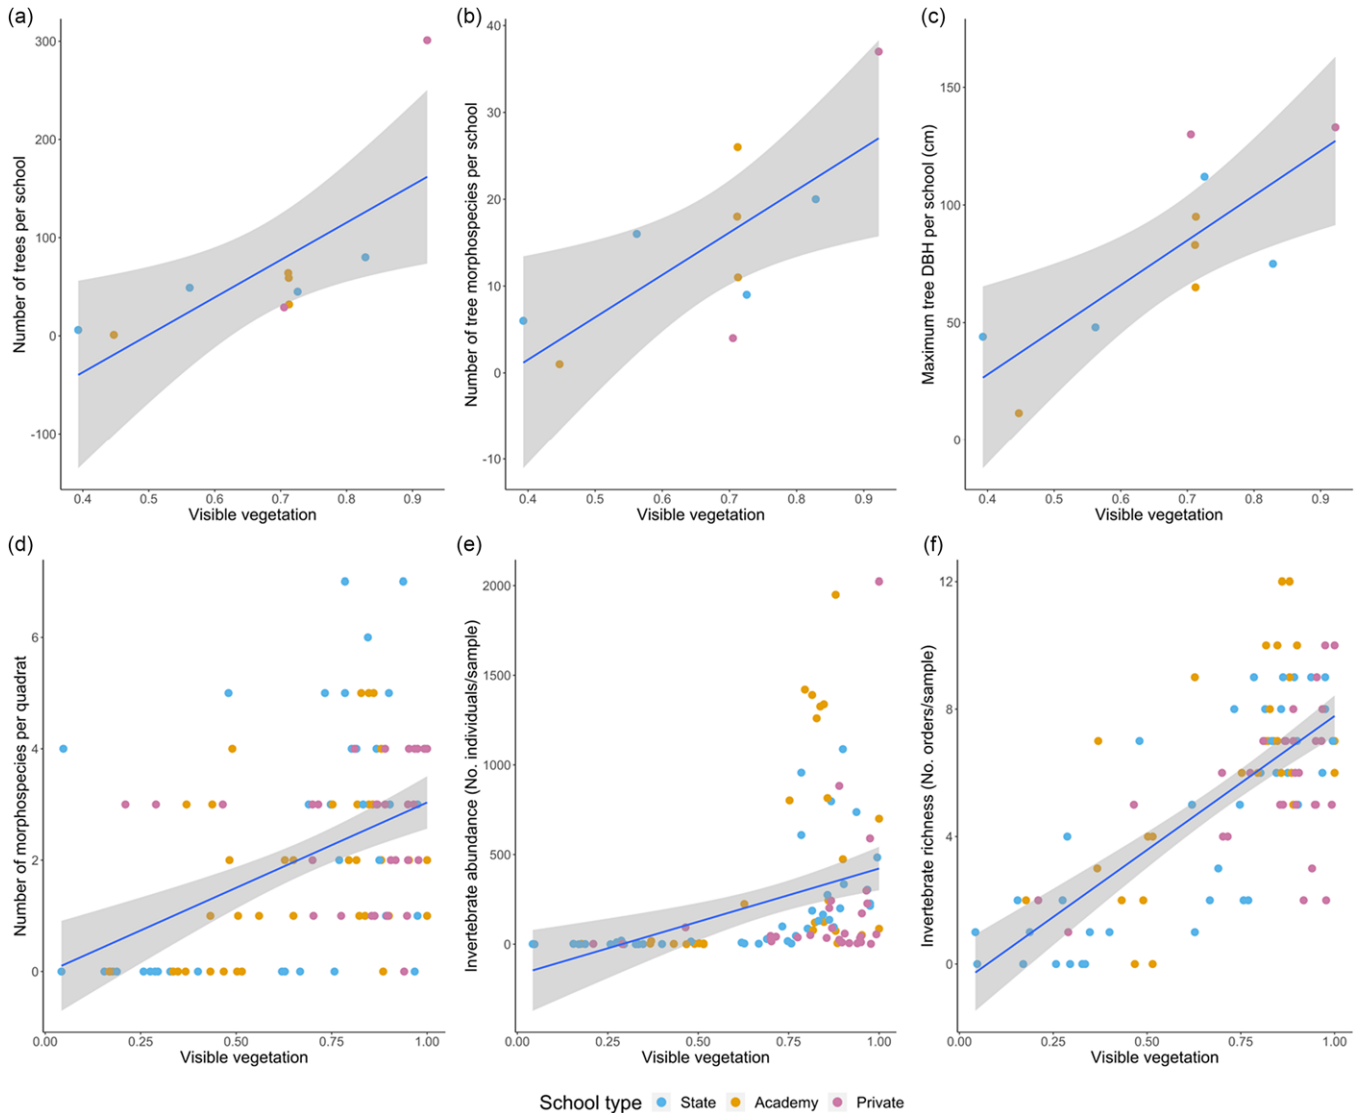 (a)
Number of trees per school
300
200
100
0
-100
0.4 0.5 0.6 0.7 0.8 0.9
Visible vegetation
(b)
Number of tree morphospecies per school
40
30
20
10
0
-10
0.4 0.5 0.6 0.7 0.8 0.9
Visible vegetation
(c)
Maximum tree DBH per school (cm)
150
100
50
0
0.4 0.5 0.6 0.7 0.8 0.9
Visible vegetation
(d)
Number of morphospecies per quadrat
6
4
2
0
0.00 0.25 0.50 0.75 1.00
Visible vegetation
(e)
Invertebrate abundance (No. individuals/sample)
2000
1500
1000
500
0
0.00 0.25 0.50 0.75 1.00
Visible vegetation
(f)
Invertebrate richness (No. orders/sample)
12
8
4
0
0.00 0.25 0.50 0.75 1.00
Visible vegetation
School type State Academy Private